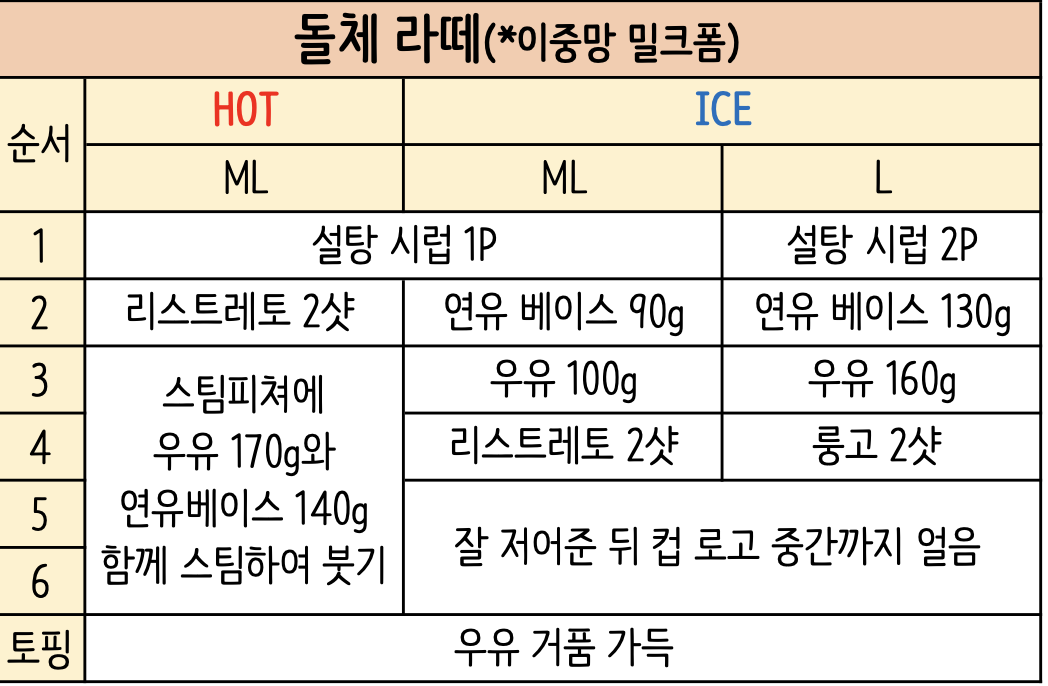 돌체 라떼(*이중망 밀크폼)
순서
HOT
ICE
ML
ML
L
1
설탕 시럽 1P
설탕 시럽 2P
2
리스트레토 2샷
연유 베이스 90g
연유 베이스 130g
3
스팀피쳐에
우유 170g와
연유베이스 140g
함께 스팀하여 붓기
우유 100g
우유 160g
4
리스트레토 2샷
룽고 2샷
5
잘 저어준 뒤 컵 로고 중간까지 얼음
6
토핑
우유 거품 가득